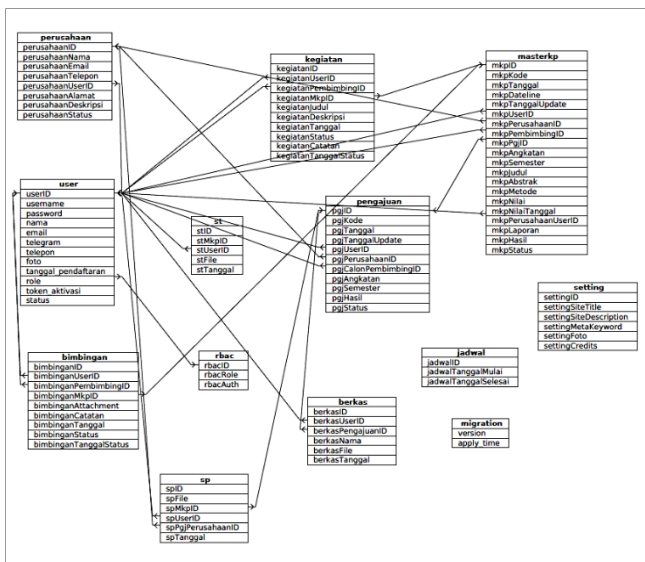 perusahaan
perusahaanID
perusahaanNama
perusahaanEmail
perusahaanTelepon
perusahaanUserID
perusahaanAlamat
perusahaanDeskripsi
perusahaanStatus
kegiatan
kegiatanID
kegiatanUserID
kegiatanPembimbingID
kegiatanMkpID
kegiatanJudul
kegiatanDeskripsi
kegiatanTanggal
kegiatanStatus
kegiatanCatatan
kegiatanTanggalStatus
masterkp
mkpID
mkpKode
mkpTanggal
mkpDateline
mkpTanggalUpdate
mkpUserID
mkpPerusahaanID
mkpPembimbingID
mkpPgjID
mkpAngkatan
mkpSemester
mkpJudul
mkpAbstrak
mkpMetode
mkpNilai
mkpNilaiTanggal
mkpPerusahaanUserID
mkpLaporan
mkpHasil
mkpStatus
user
userID
username
password
nama
email
telegram
telepon
foto
tanggal_pendaftaran
role
token_aktivasi
status
st
stID
stMkpID
stUserID
stFile
stTanggal
pengajuan
pgjID
pgjKode
pgjTanggal
pgjTanggalUpdate
pgjUserID
pgjPerusahaanID
pgjCalonPembimbingID
pgjAngkatan
pgjSemester
pgjHasil
pgjStatus
setting
settingID
settingSiteTitle
settingSiteDescription
settingMetaKeyword
settingFoto
settingCredits
bimbingan
bimbinganID
bimbinganUserID
bimbinganPembimbingID
bimbinganMkpID
bimbinganAttachment
bimbinganCatatan
bimbinganTanggal
bimbinganStatus
bimbinganTanggalStatus
rbac
rbacID
rbacRole
rbacAuth
jadwal
jadwalID
jadwalTanggalMulai
jadwalTanggalSelesai
berkas
berkasID
berkasUserID
berkasPengajuanID
berkasNama
berkasFile
berkasTanggal
migration
version
apply_time
sp
spID
spFile
spMkpID
spUserID
spPgjPerusahaanID
spTanggal